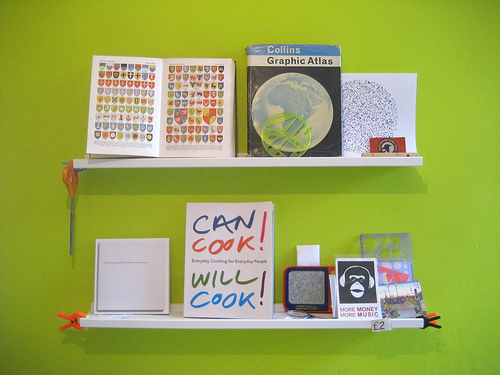 Collins
Graphic Atlas
CAN
COOK!
Everyday Cooking for Everyday People
WILL
COOK!
MORE MONEY
MORE MUSIC
£2